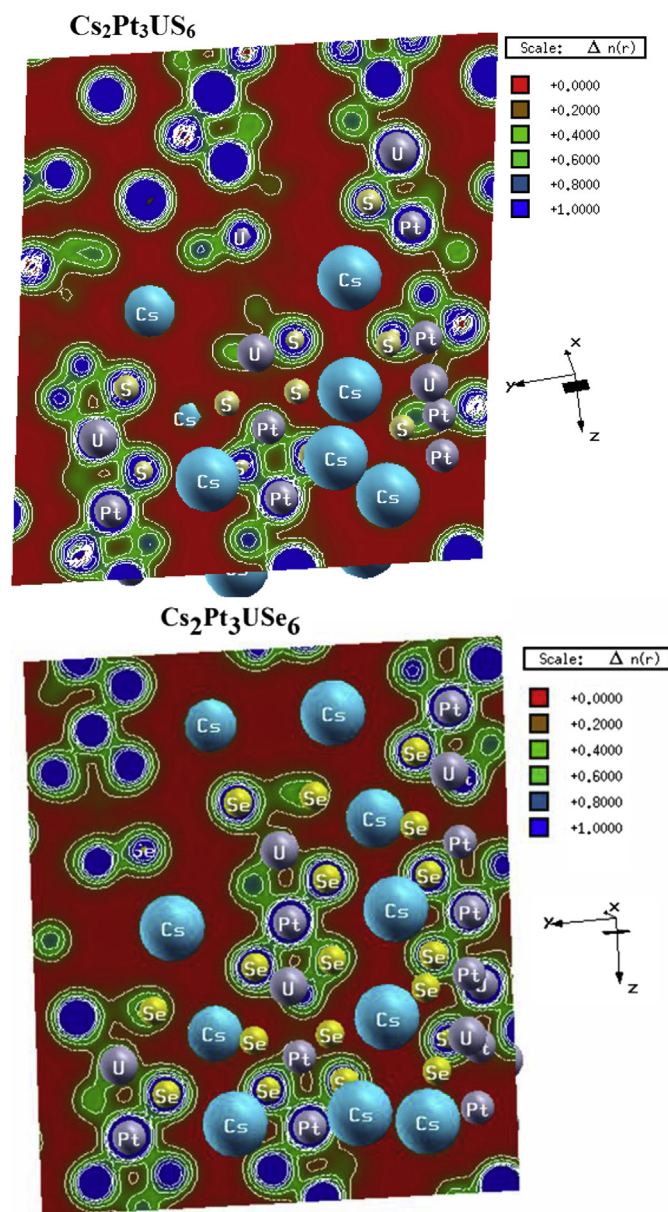 Cs₂Pt₃US₆
Scale: Δ n(r)
+0.0000
+0.2000
+0.4000
+0.6000
+0.8000
+1.0000
U
S
Pt
U
Cs
Cs
S
U
S
Pt
Cs
U
S
S
Cs
S
Pt
S
Pt
U
Cs
S
S
Pt
Cs
Cs
Pt
Pt
x
y
z
Cs₂Pt₃USe₆
Scale: Δ n(r)
+0.0000
+0.2000
+0.4000
+0.6000
+0.8000
+1.0000
Cs
Cs
Pt
Se
U
Se
Se
Cs
Se
U
Pt
Se
Se
Se
Cs
Pt
Cs
Pt
Se
Se
Se
Pt
U
Se
Se
Cs
Se
Se
Cs
U
U
Pt
Se
Se
Cs
Pt
Cs
Cs
Pt
Pt
x
y
z